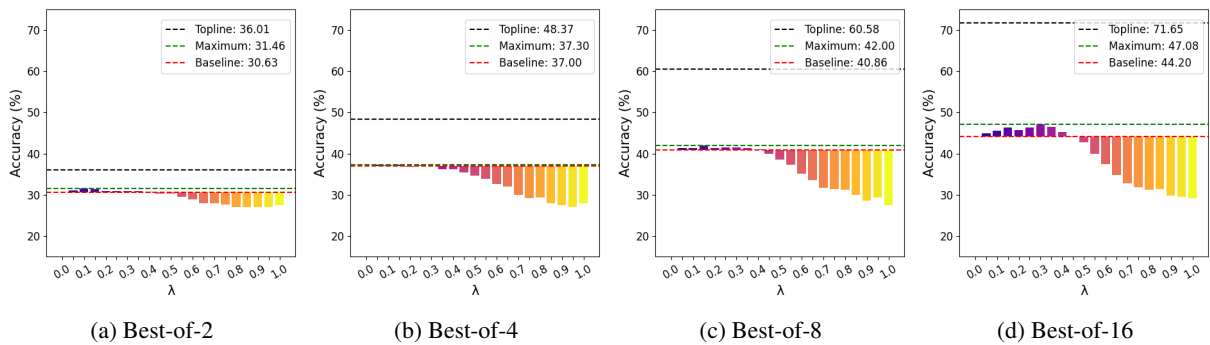 Topline: 36.01
Maximum: 31.46
Baseline: 30.63
Accuracy (%)
70
60
50
40
30
20
0.0 0.1 0.2 0.3 0.4 0.5 0.6 0.7 0.8 0.9 1.0
λ
(a) Best-of-2
Topline: 48.37
Maximum: 37.30
Baseline: 37.00
Accuracy (%)
70
60
50
40
30
20
0.0 0.1 0.2 0.3 0.4 0.5 0.6 0.7 0.8 0.9 1.0
λ
(b) Best-of-4
Topline: 60.58
Maximum: 42.00
Baseline: 40.86
Accuracy (%)
70
60
50
40
30
20
0.0 0.1 0.2 0.3 0.4 0.5 0.6 0.7 0.8 0.9 1.0
λ
(c) Best-of-8
Topline: 71.65
Maximum: 47.08
Baseline: 44.20
Accuracy (%)
70
60
50
40
30
20
0.0 0.1 0.2 0.3 0.4 0.5 0.6 0.7 0.8 0.9 1.0
λ
(d) Best-of-16